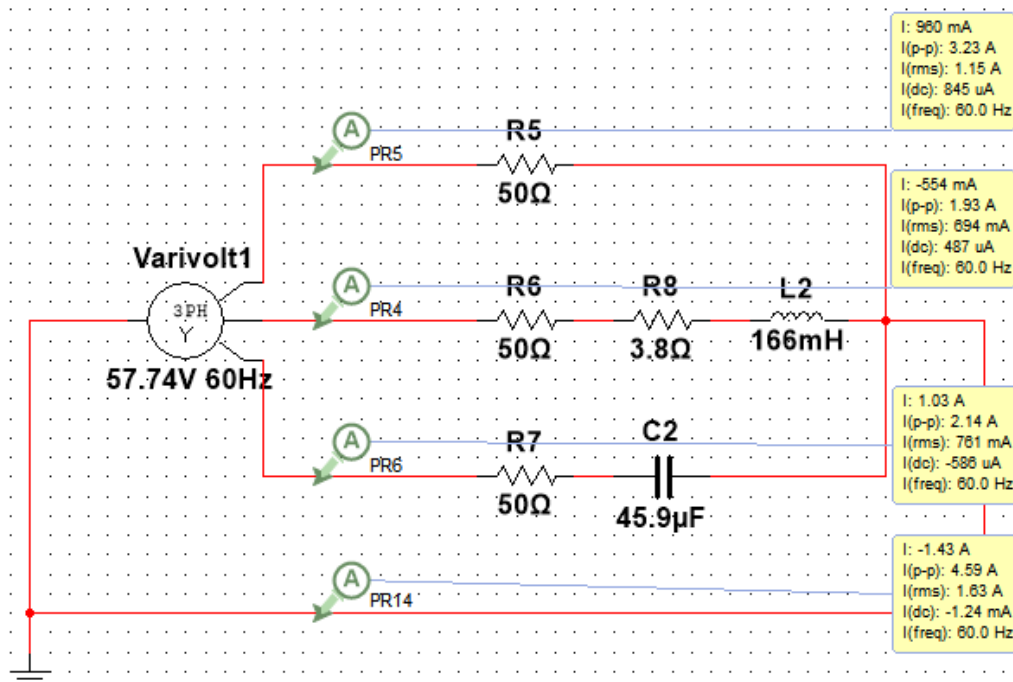 I: 960 mA
I(p-p): 3.23 A
I(rms): 1.15 A
I(dc): 845 uA
I(freq): 60.0 Hz
A
PR5
R5
50Ω
I: -554 mA
I(p-p): 1.93 A
I(rms): 694 mA
I(dc): 487 uA
I(freq): 60.0 Hz
Varivolt1
3PH
Y
57.74V 60Hz
A
PR4
R6
50Ω
R8
3.8Ω
L2
166mH
I: 1.03 A
I(p-p): 2.14 A
I(rms): 761 mA
I(dc): -586 uA
I(freq): 60.0 Hz
A
PR6
R7
50Ω
C2
45.9µF
I: -1.43 A
I(p-p): 4.59 A
I(rms): 1.63 A
I(dc): -1.24 mA
I(freq): 60.0 Hz
A
PR14